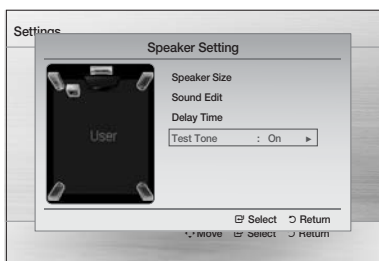 Settings
Speaker Setting
Speaker Size
Sound Edit
Delay Time
User
Test Tone : On ►
Select Return
Move Select Return